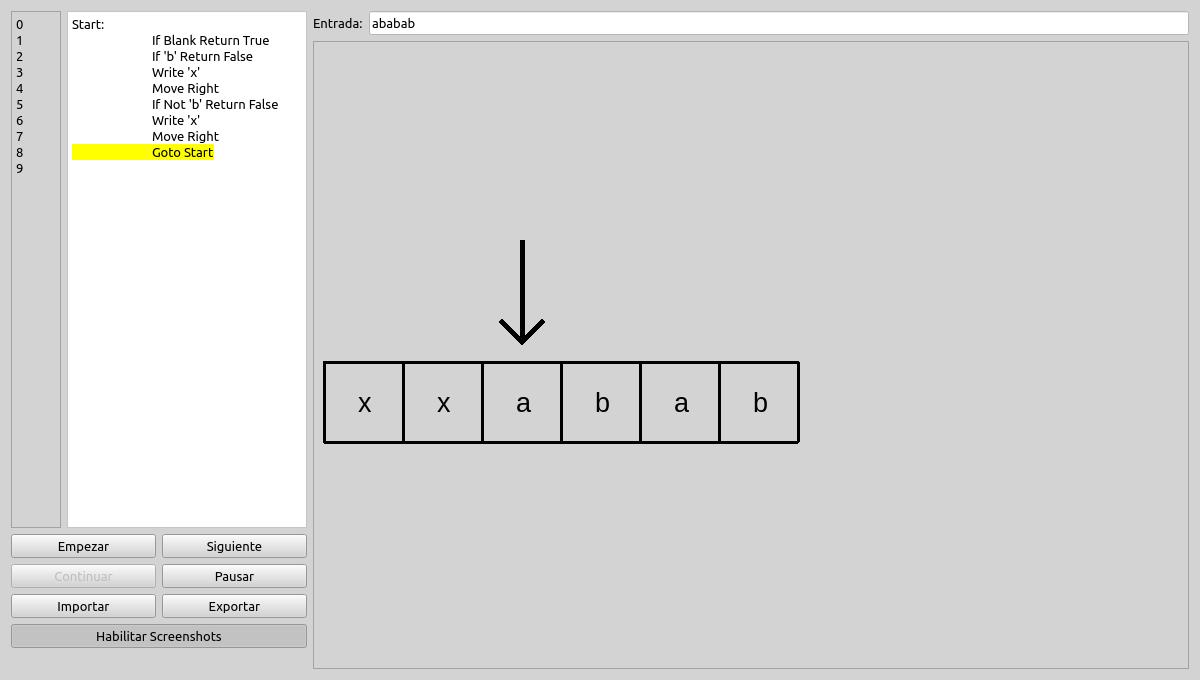 0 Start:
1 If Blank Return True
2 If 'b' Return False
3 Write 'x'
4 Move Right
5 If Not 'b' Return False
6 Write 'x'
7 Move Right
8 Goto Start
9
Entrada: ababab
x x a b a b
Empezar Siguiente
Continuar Pausar
Importar Exportar
Habilitar Screenshots